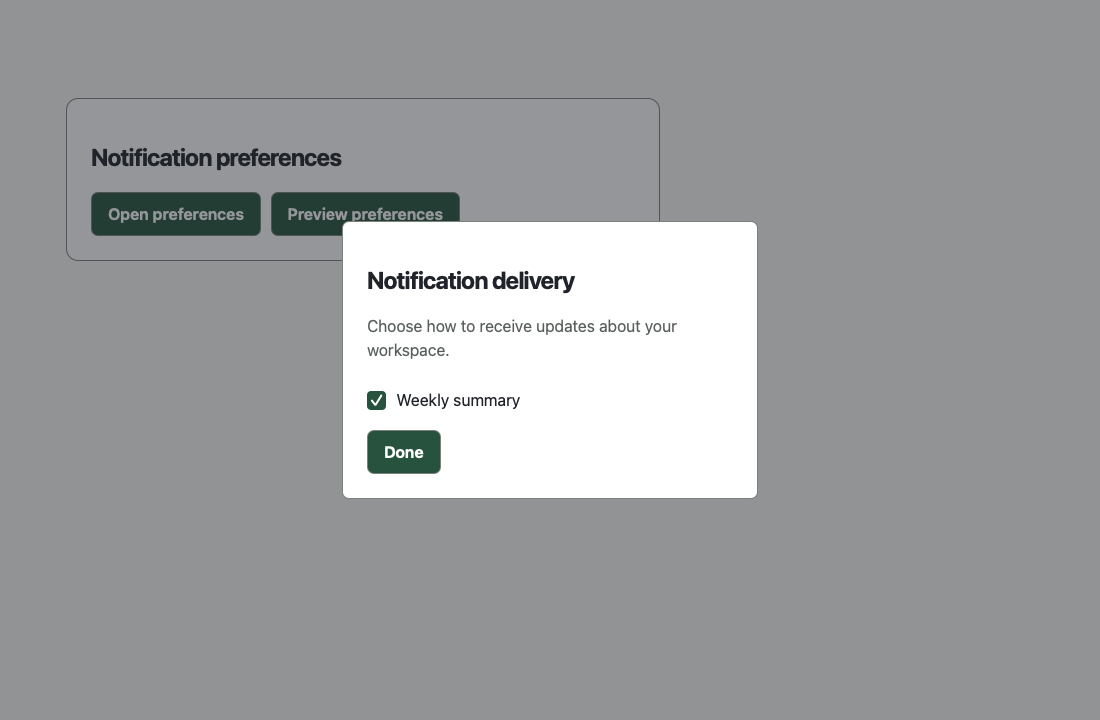 Notification preferences
Open preferences
Preview preferences
Notification delivery
Choose how to receive updates about your
workspace.
Weekly summary
Done